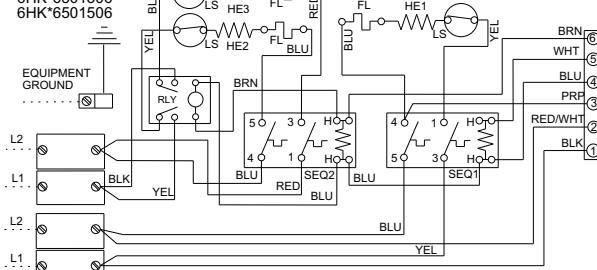 6HK*6501506
BL
LS
HE3
FL
RED
FL
HE1
LS
YEL
LS
HE2
FL
BLU
BLU
YEL
BRN
6
WHT
5
BLU
4
PRP
3
RED/WHT
2
BLK
1
EQUIPMENT
GROUND
RLY
BRN
5
3
H
4
1
H
4
1
H
5
3
H
SEQ2
SEQ1
L2
L1
BLK
YEL
BLU
RED
BLU
BLU
L2
BLU
L1
YEL